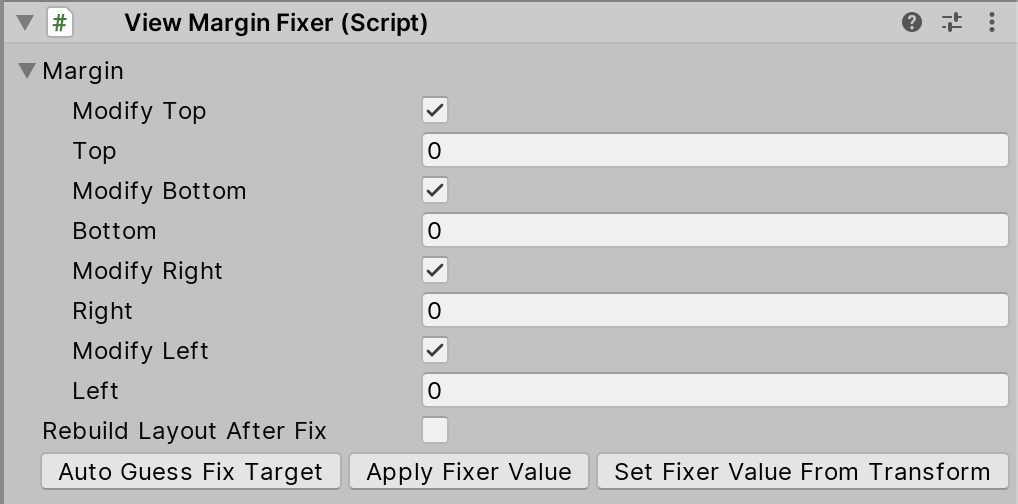 # View Margin Fixer (Script) ?
Margin
Modify Top
Top 0
Modify Bottom
Bottom 0
Modify Right
Right 0
Modify Left
Left 0
Rebuild Layout After Fix
Auto Guess Fix Target Apply Fixer Value Set Fixer Value From Transform